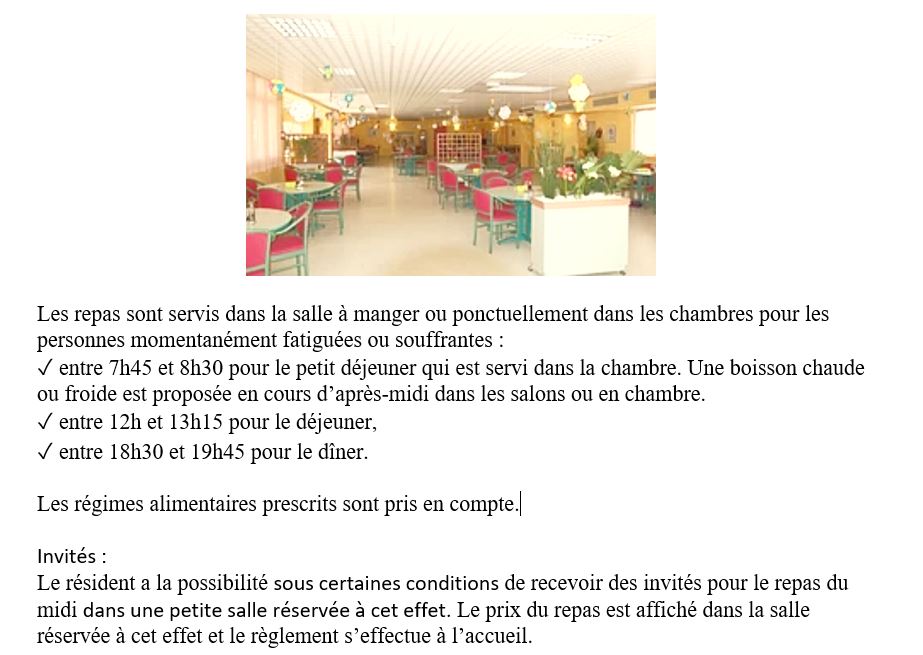 Les repas sont servis dans la salle à manger ou ponctuellement dans les chambres pour les
personnes momentanément fatiguées ou souffrantes :
✓ entre 7h45 et 8h30 pour le petit déjeuner qui est servi dans la chambre. Une boisson chaude
ou froide est proposée en cours d’après-midi dans les salons ou en chambre.
✓ entre 12h et 13h15 pour le déjeuner,
✓ entre 18h30 et 19h45 pour le dîner.
Les régimes alimentaires prescrits sont pris en compte.
Invités :
Le résident a la possibilité sous certaines conditions de recevoir des invités pour le repas du
midi dans une petite salle réservée à cet effet. Le prix du repas est affiché dans la salle
réservée à cet effet et le règlement s’effectue à l’accueil.